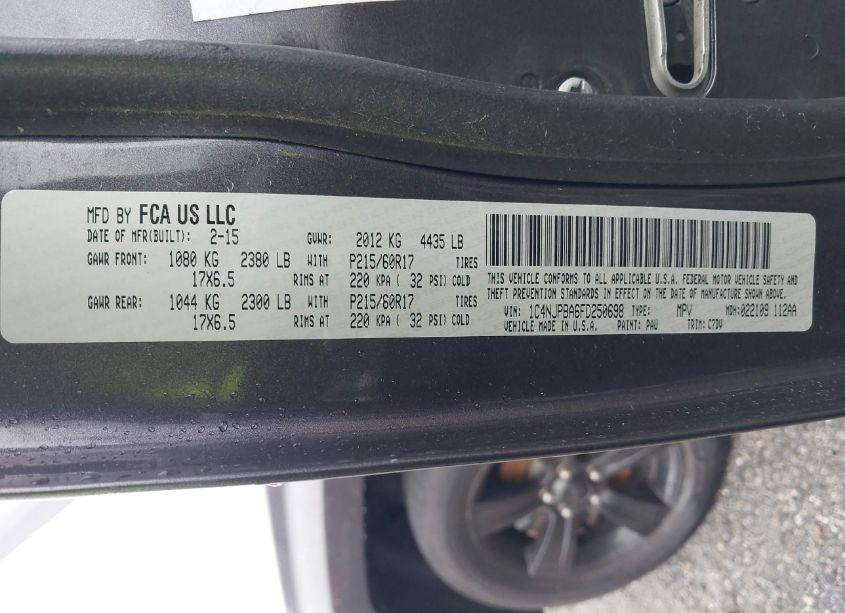 MFD BY FCA US LLC
DATE OF MFR(BUILT): 2-15 GVWR: 2012 KG 4435 LB
GAWR FRONT: 1080 KG 2380 LB WITH P215/60R17 TIRES
17X6.5 RIMS AT 220 KPA ( 32 PSI) COLD
GAWR REAR: 1044 KG 2300 LB WITH P215/60R17 TIRES
17X6.5 RIMS AT 220 KPA ( 32 PSI) COLD
THIS VEHICLE CONFORMS TO ALL APPLICABLE U.S.A. FEDERAL MOTOR VEHICLE SAFETY AND
THEFT PREVENTION STANDARDS IN EFFECT ON THE DATE OF MANUFACTURE SHOWN ABOVE.
VIN: 1C4NJPBA6FD250698 TYPE: MPV MDH:022109 112AA
VEHICLE MADE IN U.S.A. PAINT: PAU TRIM: C7DV